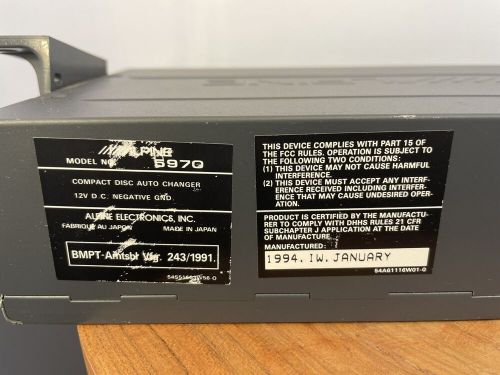 ALPINE
MODEL NO. 5970
COMPACT DISC AUTO CHANGER
12V D.C. NEGATIVE GND.
ALPINE ELECTRONICS, INC.
FABRIQUÉ AU JAPON MADE IN JAPAN
BMPT-Amtsbl Vfg. 243/1991.
THIS DEVICE COMPLIES WITH PART 15 OF
THE FCC RULES. OPERATION IS SUBJECT TO
THE FOLLOWING TWO CONDITIONS:
(1) THIS DEVICE MAY NOT CAUSE HARMFUL
INTERFERENCE.
(2) THIS DEVICE MUST ACCEPT ANY INTERF-
ERENCE RECEIVED INCLUDING INTERFER-
ENCE THAT MAY CAUSE UNDESIRED OPER-
ATION.
PRODUCT IS CERTIFIED BY THE MANUFACTU-
RER TO COMPLY WITH DHHS RULES 21 CFR
SUBCHAPTER J APPLICATION AT THE DATE
OF MANUFACTURE.
MANUFACTURED:
1994. IW. JANUARY
54A61116W01-O